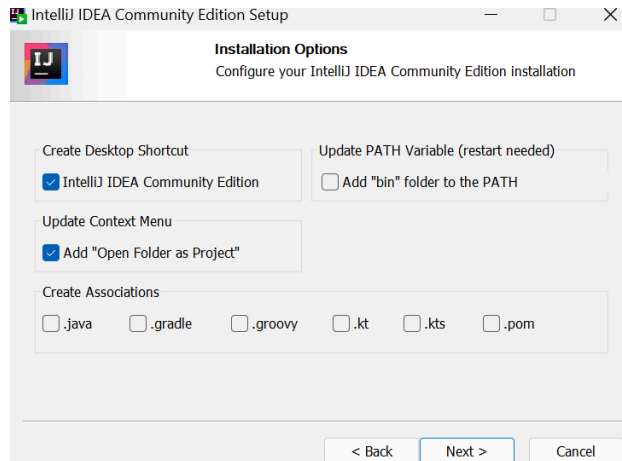 IntelliJ IDEA Community Edition Setup
IJ
Installation Options
Configure your IntelliJ IDEA Community Edition installation
Create Desktop Shortcut
IntelliJ IDEA Community Edition
Update PATH Variable (restart needed)
Add "bin" folder to the PATH
Update Context Menu
Add "Open Folder as Project"
Create Associations
.java .gradle .groovy .kt .kts .pom
< Back Next > Cancel